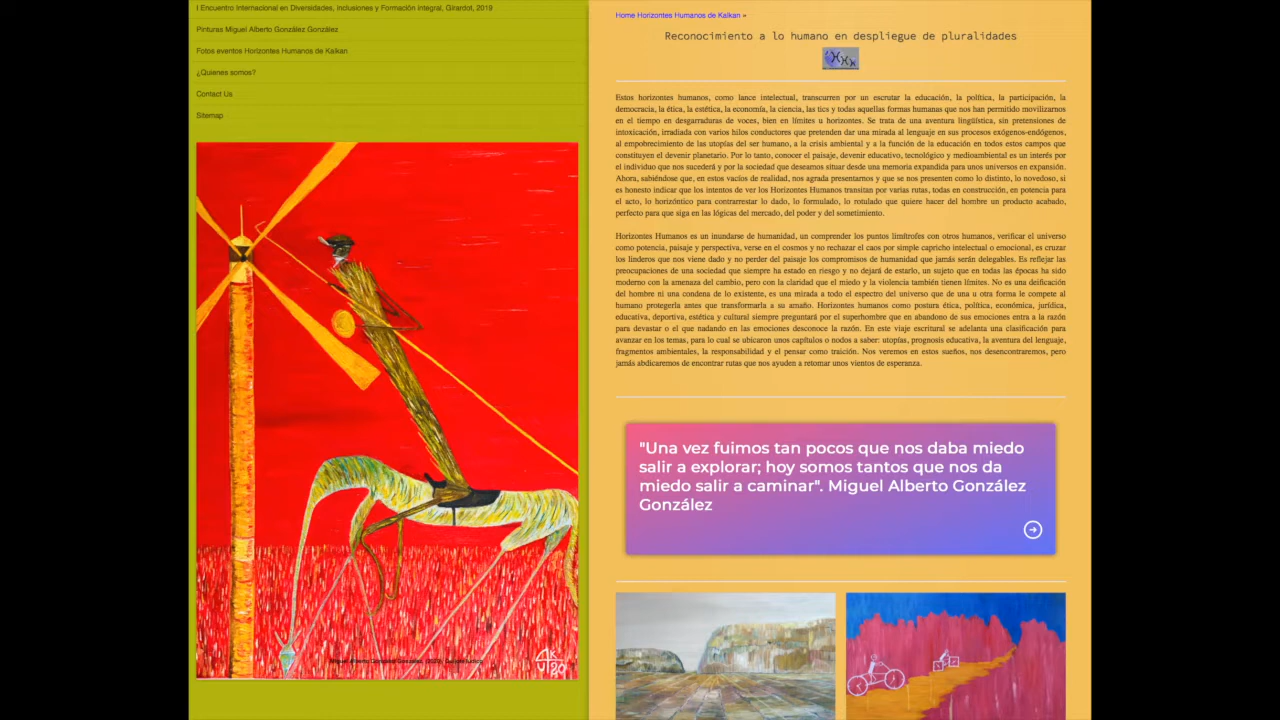 I Encuentro Internacional en Diversidades, Inclusiones y Formación integral, Girardot, 2019
Pinturas Miguel Alberto González González
Fotos eventos Horizontes Humanos de Kalkan
¿Quienes somos?
Contact Us
Sitemap
Miguel Alberto González González, (2020)
AK
UT20
Home Horizontes Humanos de Kalkan »
Reconocimiento a lo humano en despliegue de pluralidades
Estos horizontes humanos, como lance intelectual, transcurren por un escrutar la educación, la política, la participación, la
democracia, la ética, la estética, la economía, la ciencia, las tics y todas aquellas formas humanas que nos han permitido movilizarnos
en el tiempo en desgarraduras de voces, bien en límites u horizontes. Se trata de una aventura lingüística, sin pretensiones de
intoxicación, irradiada con varios hilos conductores que pretenden dar una mirada al lenguaje en sus procesos exógenos-endógenos,
al empobrecimiento de las utopías del ser humano, a la crisis ambiental y a la función de la educación en todos estos campos que
constituyen el devenir planetario. Por lo tanto, conocer el paisaje, devenir educativo, tecnológico y medioambiental es un interés por
el individuo que nos sucederá y por la sociedad que deseamos situar desde una memoria expandida para unos universos en expansión.
Ahora, sabiéndose que, en estos vacíos de realidad, nos agrada presentarnos y que se nos presenten como lo distinto, lo novedoso, si
es honesto indicar que los intentos de ver los Horizontes Humanos transitan por varias rutas, todas en construcción, en potencia para
el acto, lo horizóntico para contrarrestar lo dado, lo formulado, lo rotulado que quiere hacer del hombre un producto acabado,
perfecto para que siga en las lógicas del mercado, del poder y del sometimiento.
Horizontes Humanos es un inundarse de humanidad, un comprender los puntos limítrofes con otros humanos, verificar el universo
como potencia, paisaje y perspectiva, verse en el cosmos y no rechazar el caos por simple capricho intelectual o emocional, es cruzar
los linderos que nos viene dado y no perder del paisaje los compromisos de humanidad que jamás serán delegables. Es reflejar las
preocupaciones de una sociedad que siempre ha estado en riesgo y no dejará de estarlo, un sujeto que en todas las épocas ha sido
moderno con la amenaza del cambio, pero con la claridad que el miedo y la violencia también tienen límites. No es una deificación
del hombre ni una condena de lo existente, es una mirada a todo el espectro del universo que de una u otra forma le compete al
humano protegerla antes que transformarla a su amaño. Horizontes humanos como postura ética, política, económica, jurídica,
educativa, deportiva, estética y cultural siempre preguntará por el superhombre que en abandono de sus emociones entra a la razón
para devastar o el que nadando en las emociones desconoce la razón. En este viaje escritural se adelanta una clasificación para
avanzar en los temas, para lo cual se ubicaron unos capítulos o nodos a saber: utopías, prognosis educativa, la aventura del lenguaje,
fragmentos ambientales, la responsabilidad y el pensar como traición. Nos veremos en estos sueños, nos desencontraremos, pero
jamás abdicaremos de encontrar rutas que nos ayuden a retomar unos vientos de esperanza.
"Una vez fuimos tan pocos que nos daba miedo
salir a explorar; hoy somos tantos que nos da
miedo salir a caminar". Miguel Alberto González
González